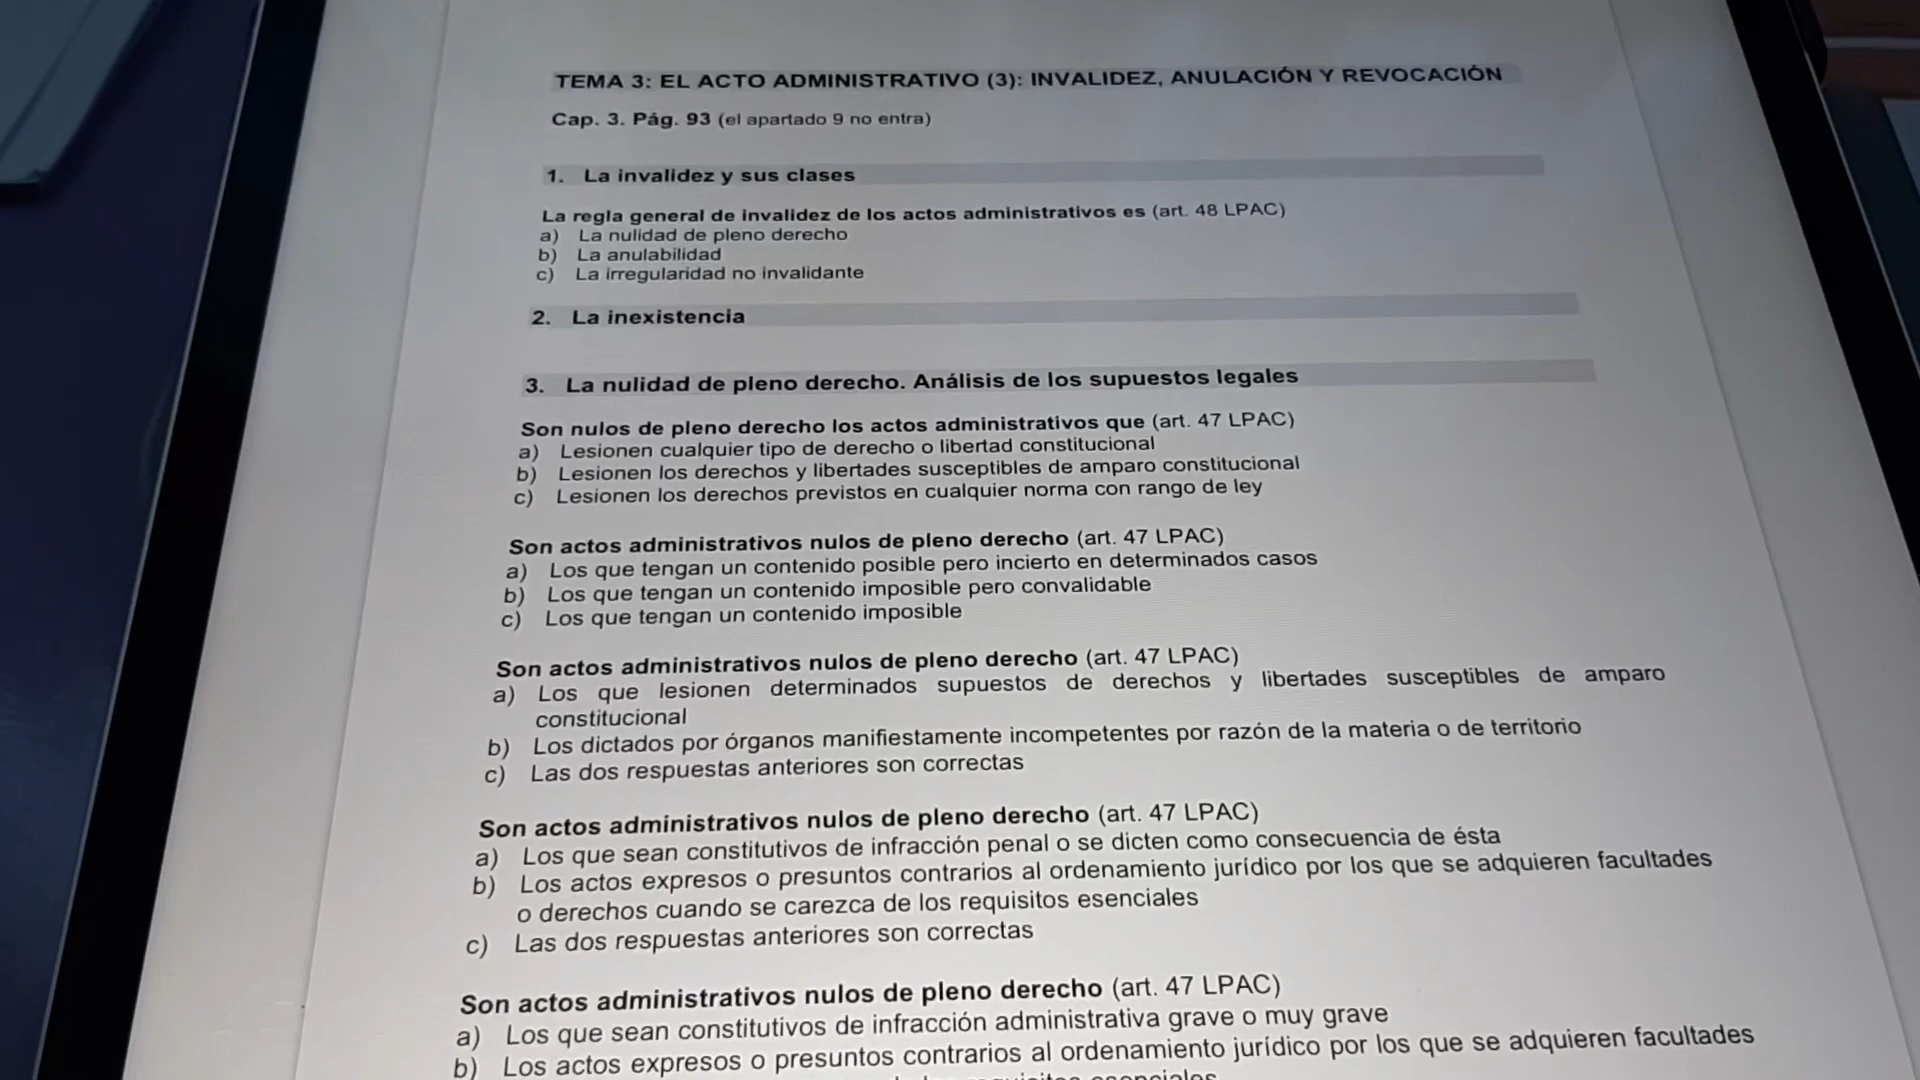 TEMA 3: EL ACTO ADMINISTRATIVO (3): INVALIDEZ, ANULACIÓN Y REVOCACIÓN
Cap. 3. Pág. 93 (el apartado 9 no entra)
1. La invalidez y sus clases
La regla general de invalidez de los actos administrativos es (art. 48 LPAC)
a) La nulidad de pleno derecho
b) La anulabilidad
c) La irregularidad no invalidante
2. La inexistencia
3. La nulidad de pleno derecho. Análisis de los supuestos legales
Son nulos de pleno derecho los actos administrativos que (art. 47 LPAC)
a) Lesionen cualquier tipo de derecho o libertad constitucional
b) Lesionen los derechos y libertades susceptibles de amparo constitucional
c) Lesionen los derechos previstos en cualquier norma con rango de ley
Son actos administrativos nulos de pleno derecho (art. 47 LPAC)
a) Los que tengan un contenido posible pero incierto en determinados casos
b) Los que tengan un contenido imposible pero convalidable
c) Los que tengan un contenido imposible
Son actos administrativos nulos de pleno derecho (art. 47 LPAC)
a) Los que lesionen determinados supuestos de derechos y libertades susceptibles de amparo
constitucional
b) Los dictados por órganos manifiestamente incompetentes por razón de la materia o de territorio
c) Las dos respuestas anteriores son correctas
Son actos administrativos nulos de pleno derecho (art. 47 LPAC)
a) Los que sean constitutivos de infracción penal o se dicten como consecuencia de ésta
b) Los actos expresos o presuntos contrarios al ordenamiento jurídico por los que se adquieren facultades
o derechos cuando se carezca de los requisitos esenciales
c) Las dos respuestas anteriores son correctas
Son actos administrativos nulos de pleno derecho (art. 47 LPAC)
a) Los que sean constitutivos de infracción administrativa grave o muy grave
b) Los actos expresos o presuntos contrarios al ordenamiento jurídico por los que se adquieren facultades